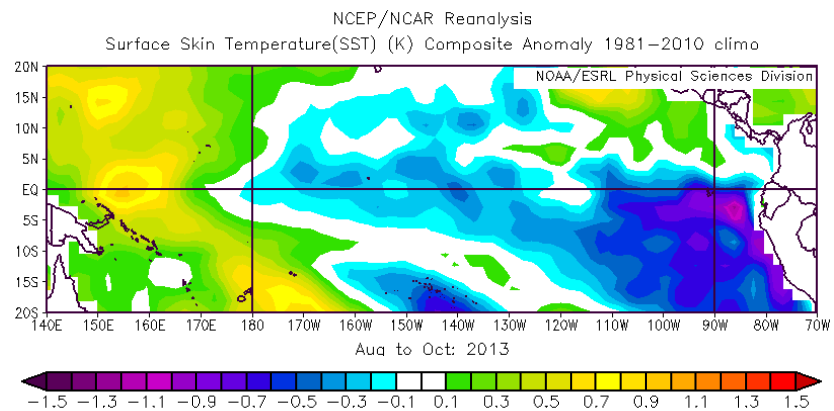 NCEP/NCAR Reanalysis
Surface Skin Temperature(SST) (K) Composite Anomaly 1981−2010 climo
NOAA/ESRL Physical Sciences Division
20N
15N
10N
5N
EQ
5S
10S
15S
20S
140E 150E 160E 170E 180 170W 160W 150W 140W 130W 120W 110W 100W 90W 80W 70W
Aug to Oct: 2013
−1.5 −1.3 −1.1 −0.9 −0.7 −0.5 −0.3 −0.1 0.1 0.3 0.5 0.7 0.9 1.1 1.3 1.5